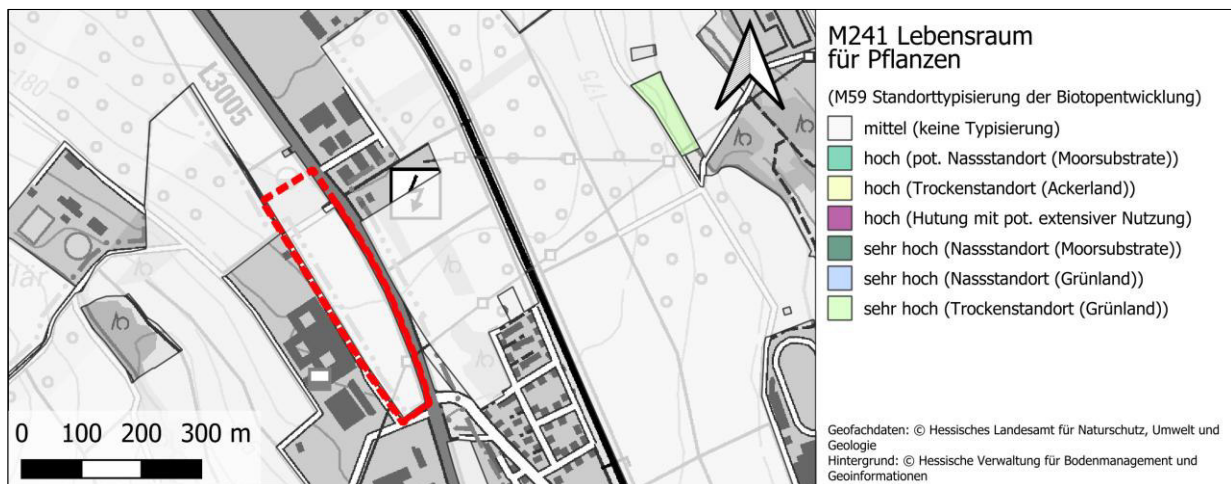 L3005
180
175
lär
0 100 200 300 m
M241 Lebensraum
für Pflanzen
(M59 Standorttypisierung der Biotopentwicklung)
mittel (keine Typisierung)
hoch (pot. Nassstandort (Moorsubstrate))
hoch (Trockenstandort (Ackerland))
hoch (Hutung mit pot. extensiver Nutzung)
sehr hoch (Nassstandort (Moorsubstrate))
sehr hoch (Nassstandort (Grünland))
sehr hoch (Trockenstandort (Grünland))
Geofachdaten: © Hessisches Landesamt für Naturschutz, Umwelt und
Geologie
Hintergrund: © Hessische Verwaltung für Bodenmanagement und
Geoinformationen